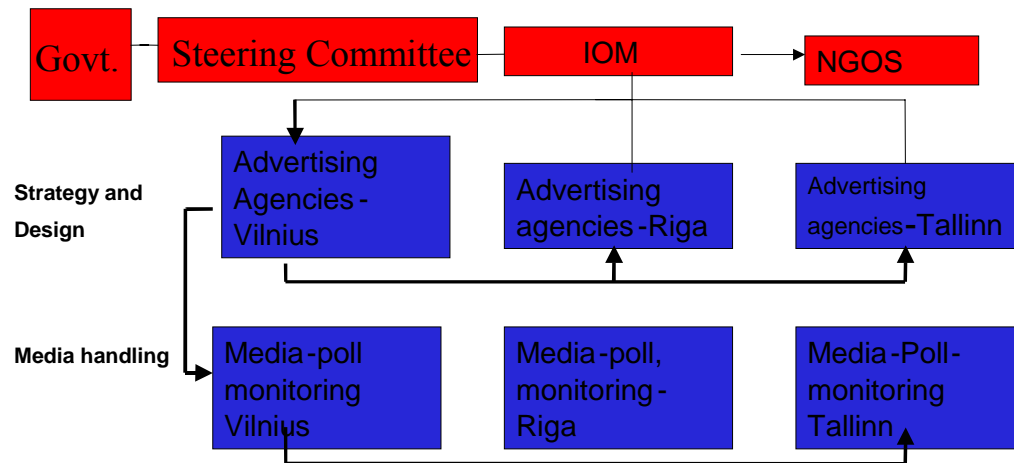 Govt.
Steering Committee
IOM
NGOS
Strategy and
Design
Advertising
Agencies-
Vilnius
Advertising
agencies-Riga
Advertising
agencies-Tallinn
Media handling
Media-poll
monitoring
Vilnius
Media-poll,
monitoring-
Riga
Media-Poll-
monitoring
Tallinn